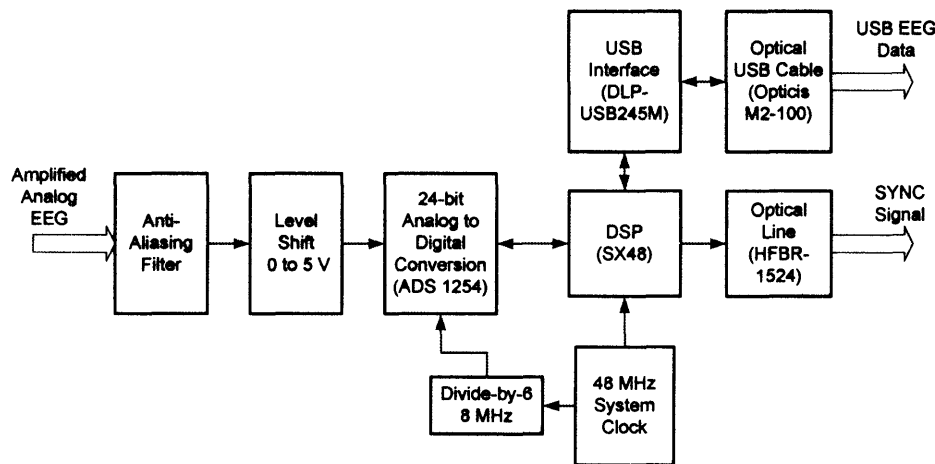 USB
Interface
(DLP-
USB245M)
Optical
USB Cable
(Opticis
M2-100)
USB EEG
Data
Amplified
Analog
EEG
Anti-
Aliasing
Filter
Level
Shift
0 to 5 V
24-bit
Analog to
Digital
Conversion
(ADS 1254)
DSP
(SX48)
Optical
Line
(HFBR-
1524)
SYNC
Signal
Divide-by-6
8 MHz
48 MHz
System
Clock